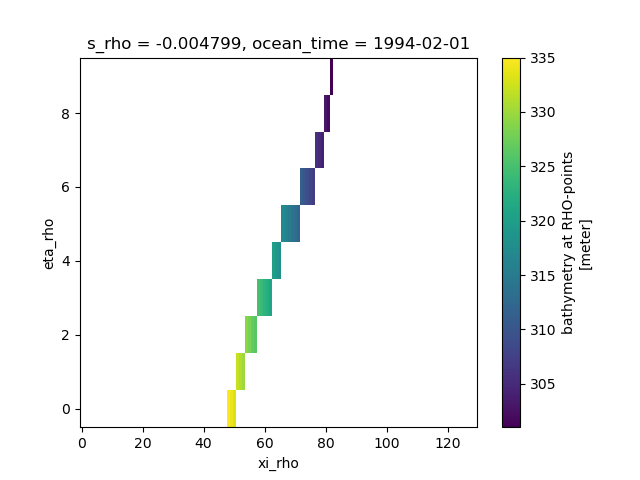 s_rho = -0.004799, ocean_time = 1994-02-01
8
6
4
2
0
eta_rho
0 20 40 60 80 100 120
xi_rho
335
330
325
320
315
310
305
bathymetry at RHO-points
[meter]